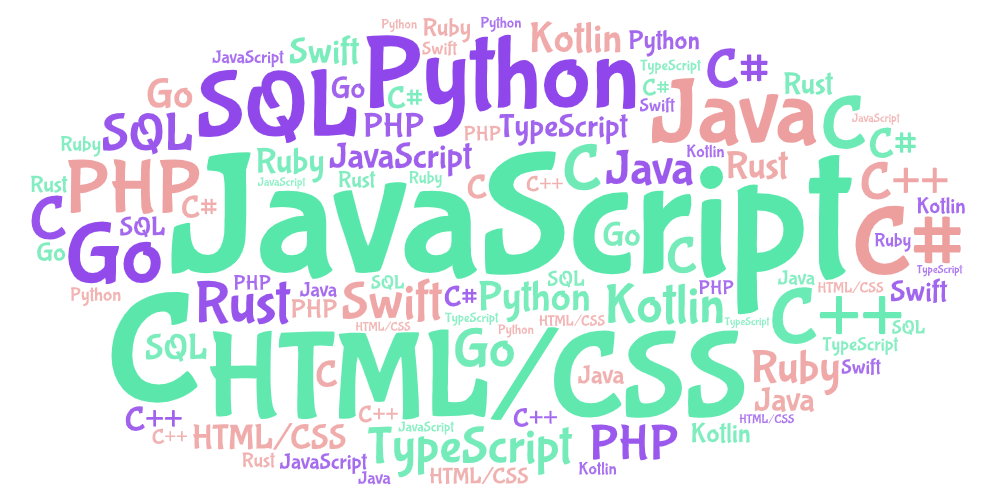 Python Ruby Python
JavaScript Swift Python Swift Kotlin Python
SQL Go C# TypeScript C# C#
Go PHP Swift Java Rust
SQL PHP TypeScript C JavaScript
Ruby Ruby JavaScript C Java Kotlin Rust C#
Rust PHP JavaScript Rust Ruby C C++ C++
C C# JavaScript Kotlin
Go SQL Go C C# Ruby
Go TypeScript
Python PHP Java SQL SQL Java HTML/CSS
Rust PHP Swift C# Python Kotlin PHP Swift
C HTML/CSS TypeScript Python HTML/CSS TypeScript C++ SQL
SQL HTML/CSS Go TypeScript
C Java Ruby Swift
Java
C++ C++ C++ HTML/CSS
C++ HTML/CSS JavaScript TypeScript PHP Kotlin
Rust JavaScript Kotlin
Java HTML/CSS